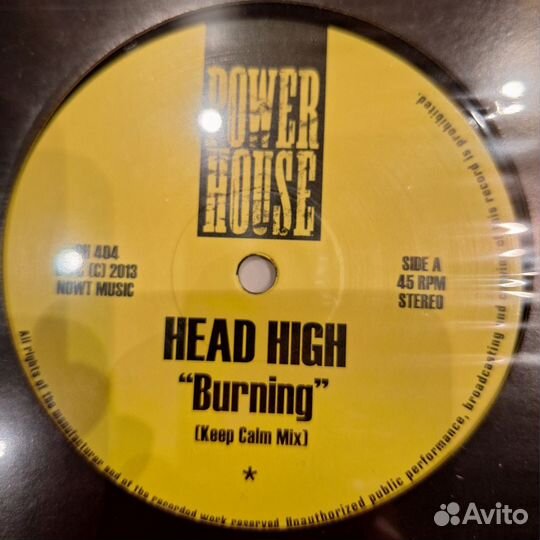 POWER
HOUSE
404
(C) 2013
NOWT MUSIC
SIDE A
45 RPM
STEREO
HEAD HIGH
“Burning”
(Keep Calm Mix)
*
All rights of the manufacturer and of the recorded work reserved. Unauthorized public performance, broadcasting and copying of this record is prohibited.
Avito